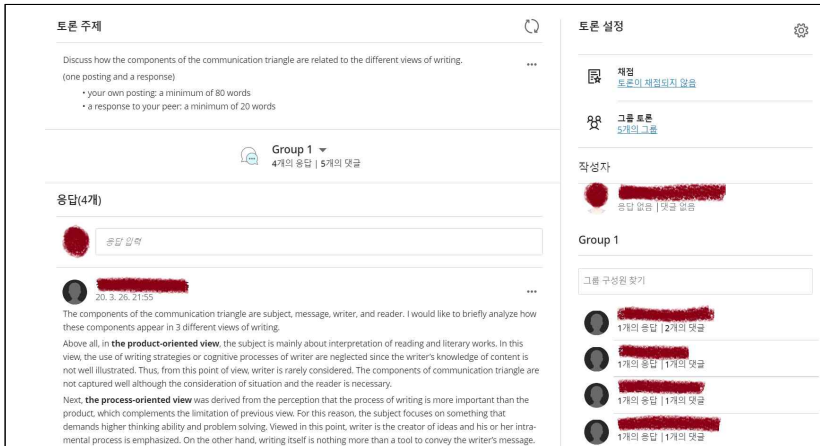 토론 주제
Discuss how the components of the communication triangle are related to the different views of writing.
(one posting and a response)
• your own posting: a minimum of 80 words
• a response to your peer: a minimum of 20 words
Group 1
4개의 응답 | 5개의 댓글
응답(4개)
응답 입력
20. 3. 26. 21:55
The components of the communication triangle are subject, message, writer, and reader. I would like to briefly analyze how
these components appear in 3 different views of writing.
Above all, in the product-oriented view, the subject is mainly about interpretation of reading and literary works. In this
view, the use of writing strategies or cognitive processes of writer are neglected since the writer's knowledge of content is
not well illustrated. Thus, from this point of view, writer is rarely considered. The components of communication triangle are
not captured well although the consideration of situation and the reader is necessary.
Next, the process-oriented view was derived from the perception that the process of writing is more important than the
product, which complements the limitation of previous view. For this reason, the subject focuses on something that
demands higher thinking ability and problem solving. Viewed in this point, writer is the creator of ideas and his or her intra-
mental process is emphasized. On the other hand, writing itself is nothing more than a tool to convey the writer's message.
토론 설정
채점
토론이 채점되지 않음
그룹 토론
5개의 그룹
작성자
응답 없음 | 댓글 없음
Group 1
그룹 구성원 찾기
1개의 응답 | 2개의 댓글
1개의 응답 | 1개의 댓글
1개의 응답 | 1개의 댓글
1개의 응답 | 1개의 댓글